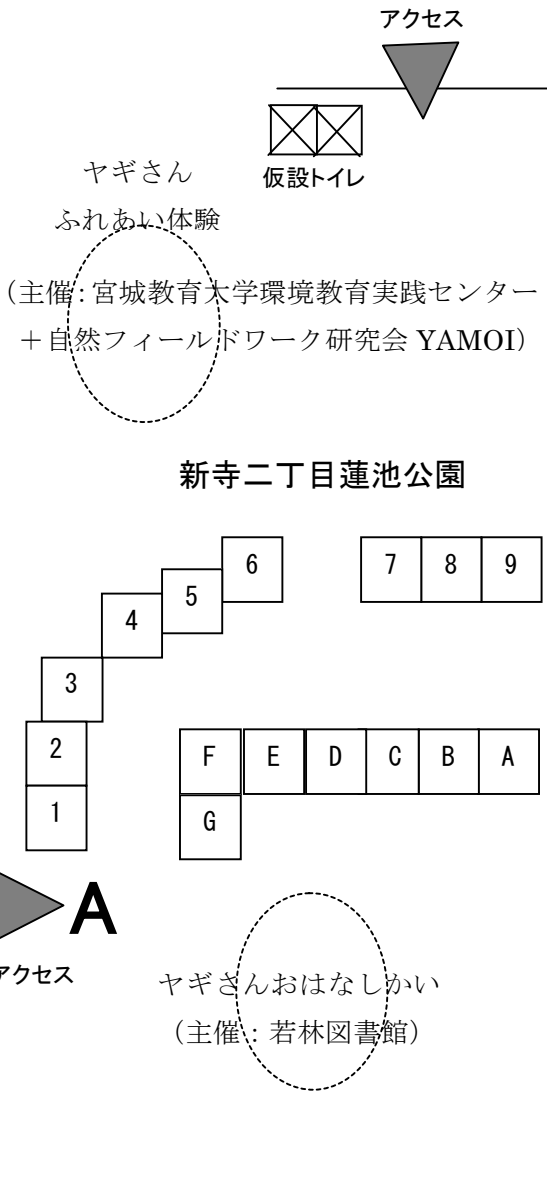 アクセス
仮設トイレ
ヤギさん
ふれあい体験
（主催：宮城教育大学環境教育実践センター
＋自然フィールドワーク研究会 YAMOI）
新寺二丁目蓮池公園
6 7 8 9
5
4
3
2
1
F E D C B A
G
A
アクセス
ヤギさんおはなしかい
（主催：若林図書館）